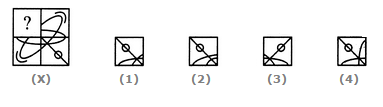 ?
(X) (1) (2) (3) (4)